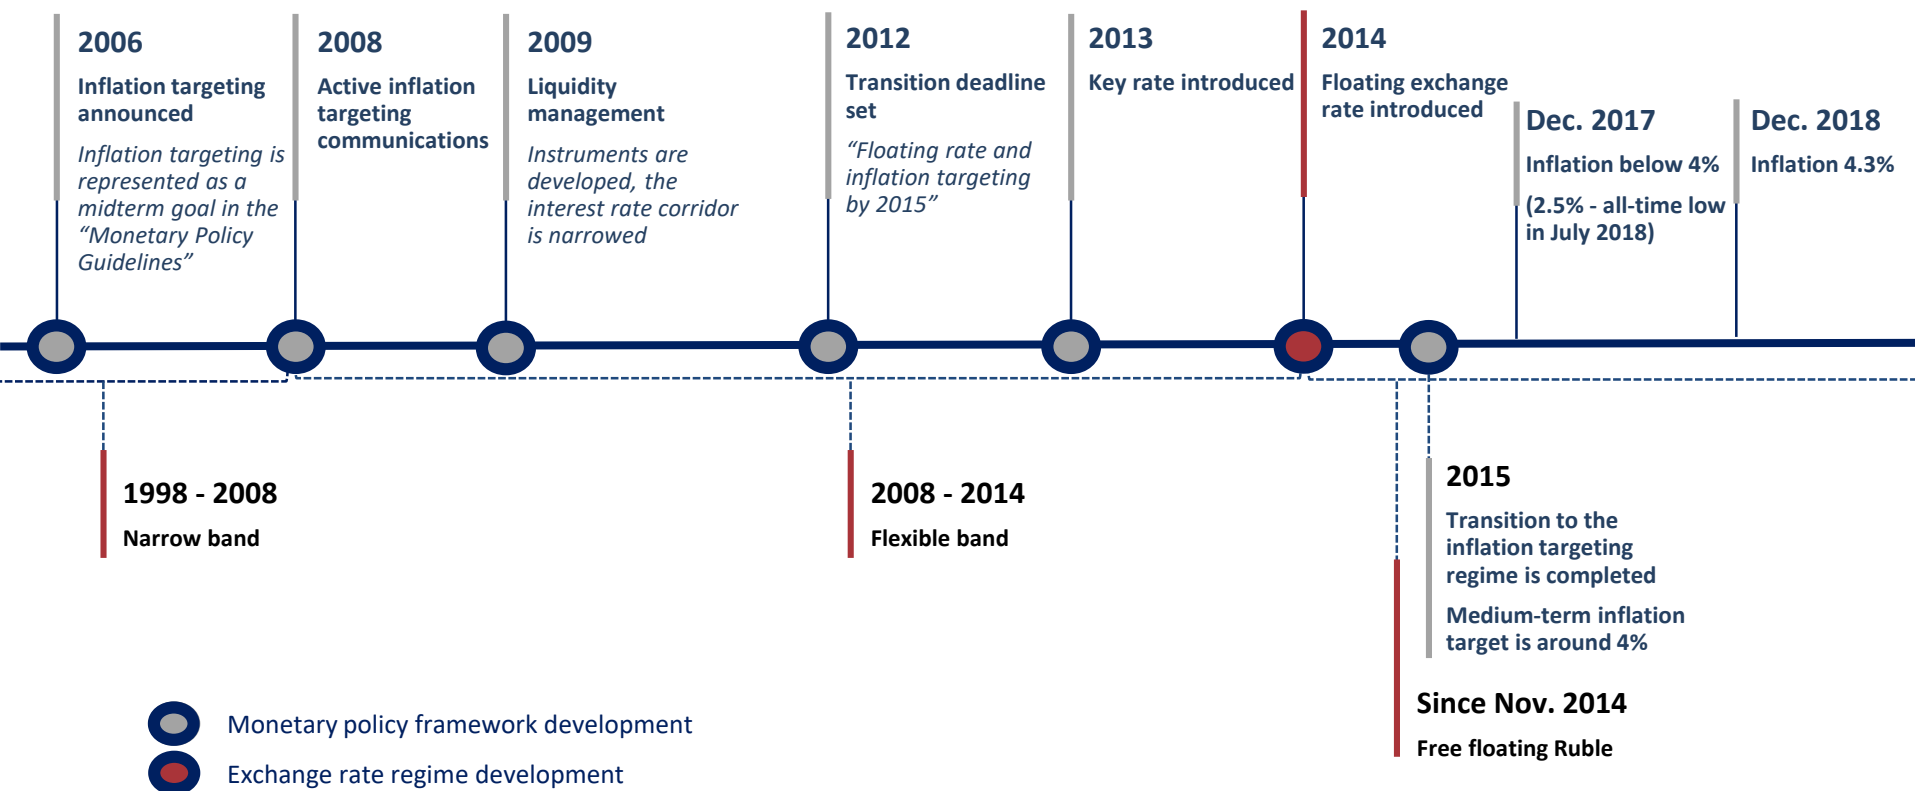 2006
Inflation targeting
announced
Inflation targeting is
represented as a
midterm goal in the
“Monetary Policy
Guidelines”
2008
Active inflation
targeting
communications
2009
Liquidity
management
Instruments are
developed, the
interest rate corridor
is narrowed
2012
Transition deadline
set
“Floating rate and
inflation targeting
by 2015”
2013
Key rate introduced
2014
Floating exchange
rate introduced
Dec. 2017
Inflation below 4%
(2.5% - all-time low
in July 2018)
Dec. 2018
Inflation 4.3%
1998 - 2008
Narrow band
2008 - 2014
Flexible band
2015
Transition to the
inflation targeting
regime is completed
Medium-term inflation
target is around 4%
Since Nov. 2014
Free floating Ruble
Monetary policy framework development
Exchange rate regime development